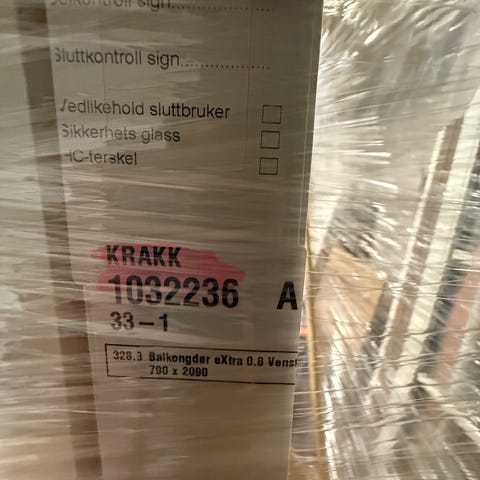 Sluttkontroll sign..................
Vedlikehold sluttbruker
Sikkerhets glass
HC-terskel
KRAKK
1032236 A
33-1
328.3 Balkongdør eXtra 0.8 Venst
790 x 2090